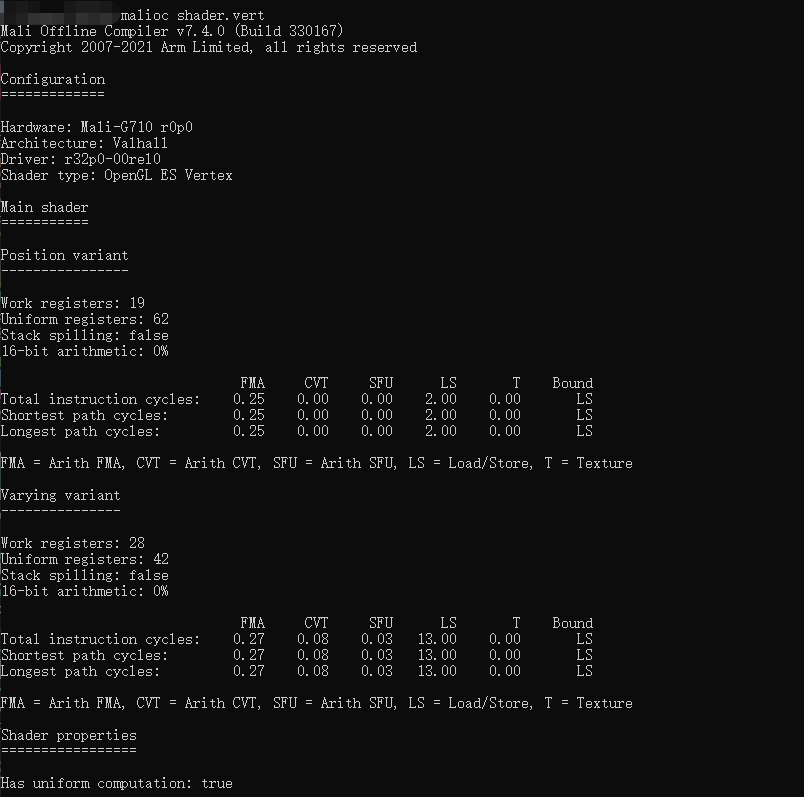 malioc shader.vert
Mali Offline Compiler v7.4.0 (Build 330167)
Copyright 2007-2021 Arm Limited, all rights reserved
Configuration
=============
Hardware: Mali-G710 r0p0
Architecture: Valhall
Driver: r32p0-00rel0
Shader type: OpenGL ES Vertex
Main shader
===========
Position variant
----------------
Work registers: 19
Uniform registers: 62
Stack spilling: false
16-bit arithmetic: 0%
FMA CVT SFU LS T Bound
Total instruction cycles: 0.25 0.00 0.00 2.00 0.00 LS
Shortest path cycles: 0.25 0.00 0.00 2.00 0.00 LS
Longest path cycles: 0.25 0.00 0.00 2.00 0.00 LS
FMA = Arith FMA, CVT = Arith CVT, SFU = Arith SFU, LS = Load/Store, T = Texture
Varying variant
---------------
Work registers: 28
Uniform registers: 42
Stack spilling: false
16-bit arithmetic: 0%
FMA CVT SFU LS T Bound
Total instruction cycles: 0.27 0.08 0.03 13.00 0.00 LS
Shortest path cycles: 0.27 0.08 0.03 13.00 0.00 LS
Longest path cycles: 0.27 0.08 0.03 13.00 0.00 LS
FMA = Arith FMA, CVT = Arith CVT, SFU = Arith SFU, LS = Load/Store, T = Texture
Shader properties
=================
Has uniform computation: true